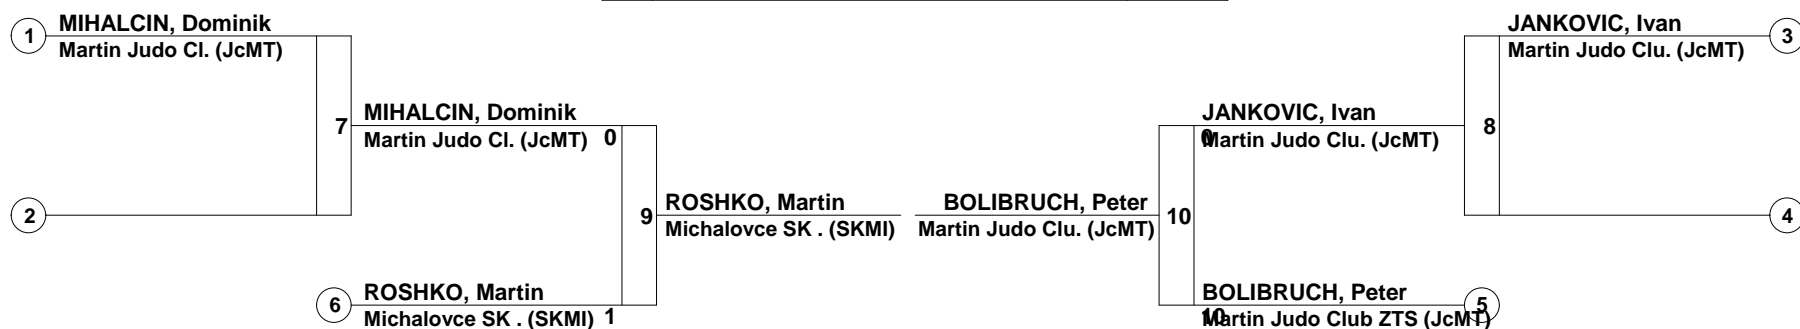 MIHALCIN, Dominik
1
Martin Judo Cl. (JcMT)
JANKOVIC, Ivan
3
Martin Judo Clu. (JcMT)
7
MIHALCIN, Dominik
Martin Judo Cl. (JcMT) 0
JANKOVIC, Ivan
0
Martin Judo Clu. (JcMT)
8
2
9
ROSHKO, Martin
Michalovce SK . (SKMI)
BOLIBRUCH, Peter
Martin Judo Clu. (JcMT)
10
4
6
ROSHKO, Martin
Michalovce SK . (SKMI) 1
BOLIBRUCH, Peter
5
10
Martin Judo Club ZTS (JcMT)